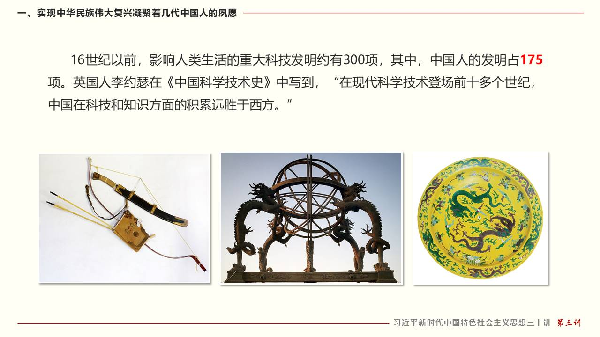 一、实现中华民族伟大复兴凝聚着几代中国人的夙愿
16世纪以前，影响人类生活的重大科技发明约有300项，其中，中国人的发明占175
项。英国人李约瑟在《中国科学技术史》中写到，“在现代科学技术登场前十多个世纪，
中国在科技和知识方面的积累远胜于西方。”
习近平新时代中国特色社会主义思想三十讲 第三讲